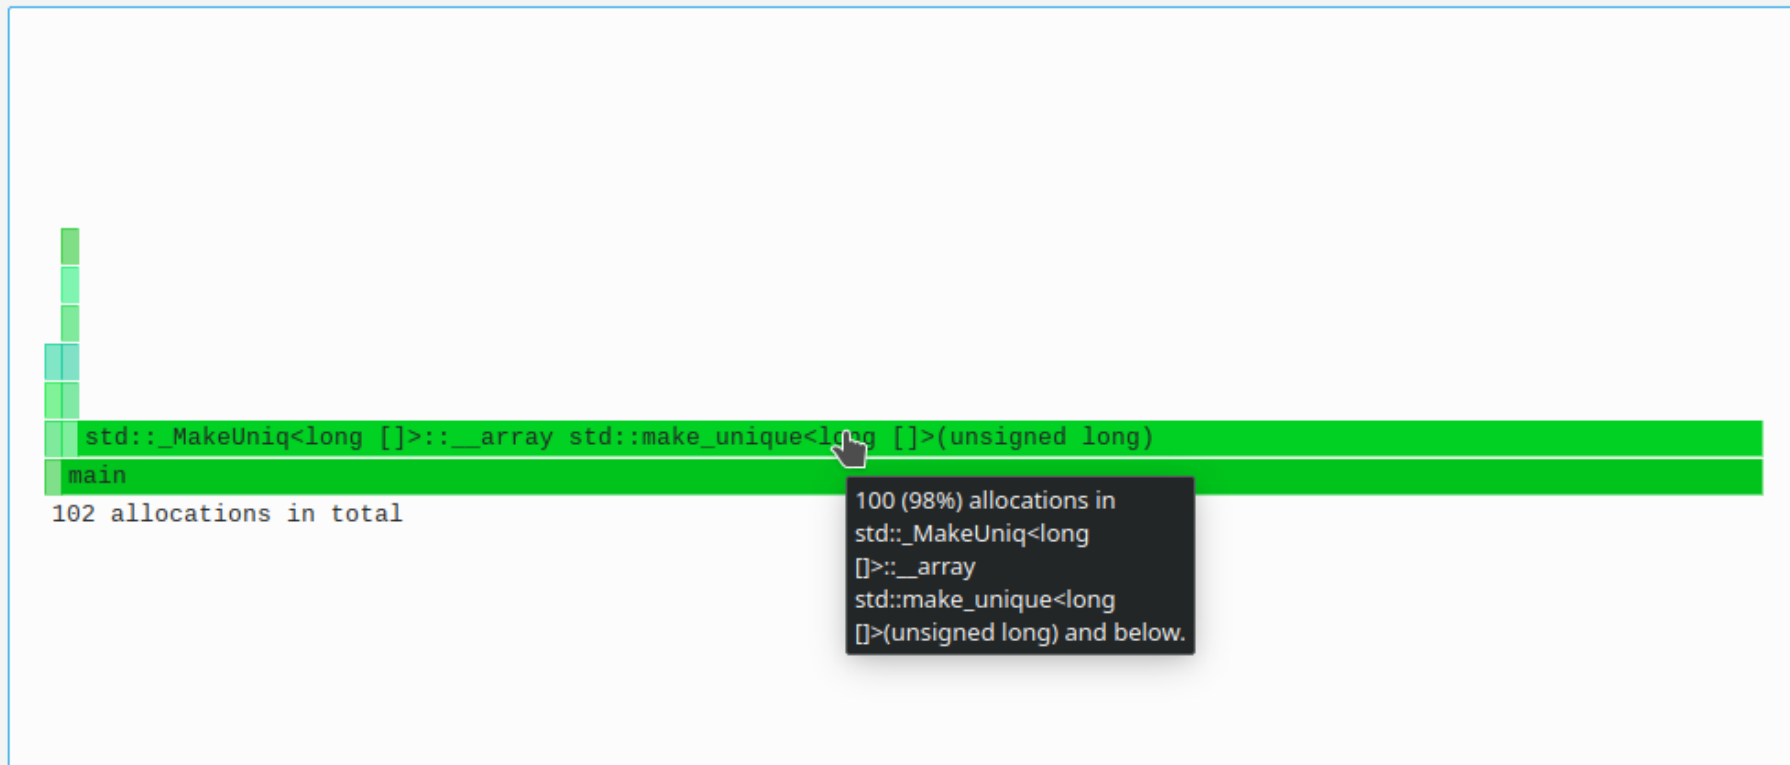 std::_MakeUniq<long []>::__array std::make_unique<long []>(unsigned long)
main
102 allocations in total
100 (98%) allocations in
std::_MakeUniq<long
[]>::__array
std::make_unique<long
[]>(unsigned long) and below.